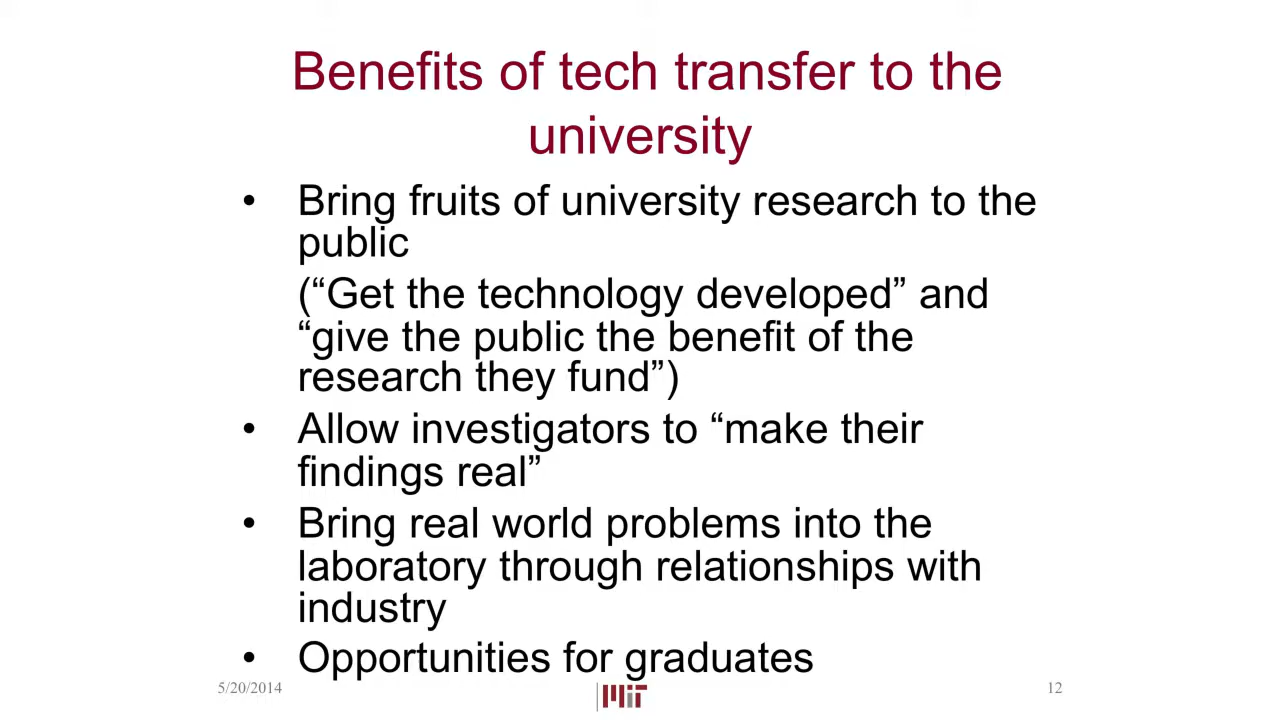 Benefits of tech transfer to the
university
• Bring fruits of university research to the
public
(“Get the technology developed” and
“give the public the benefit of the
research they fund”)
• Allow investigators to “make their
findings real”
• Bring real world problems into the
laboratory through relationships with
industry
• Opportunities for graduates
5/20/2014
MIT
12